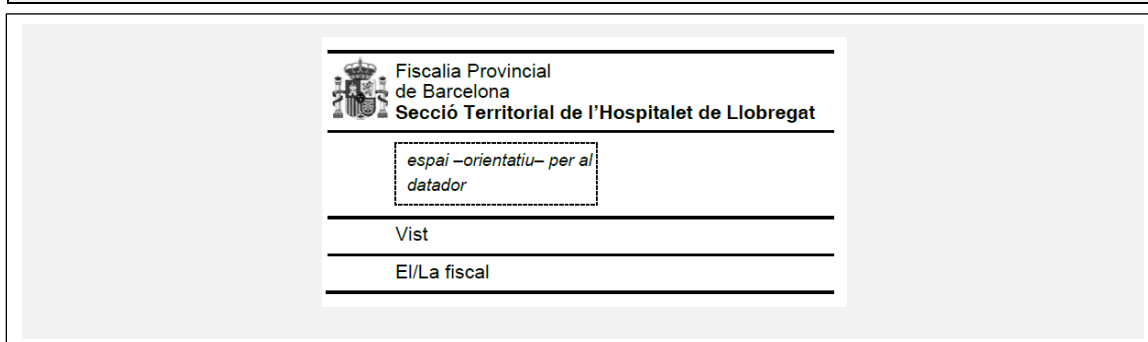 Fiscalia Provincial
de Barcelona
Secció Territorial de l'Hospitalet de Llobregat
espai –orientatiu– per al
datador
Vist
El/La fiscal